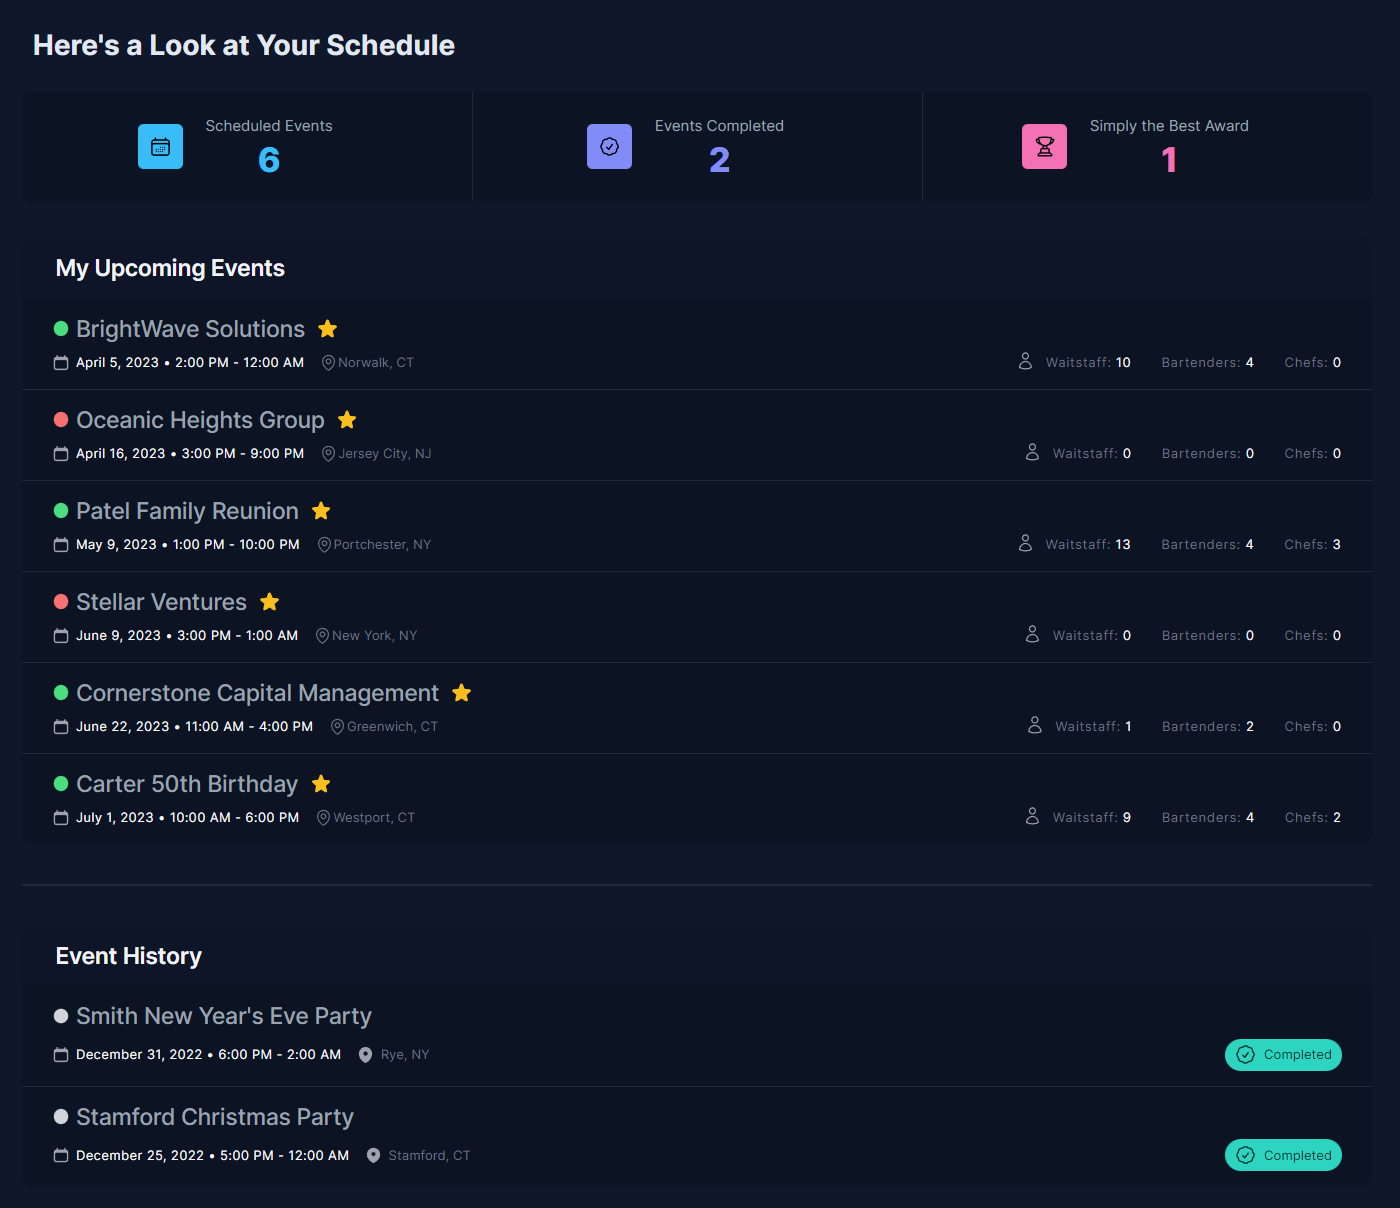 Here's a Look at Your Schedule
Scheduled Events
6
Events Completed
2
Simply the Best Award
1
My Upcoming Events
BrightWave Solutions
April 5, 2023 • 2:00 PM - 12:00 AM Norwalk, CT Waitstaff: 10 Bartenders: 4 Chefs: 0
Oceanic Heights Group
April 16, 2023 • 3:00 PM - 9:00 PM Jersey City, NJ Waitstaff: 0 Bartenders: 0 Chefs: 0
Patel Family Reunion
May 9, 2023 • 1:00 PM - 10:00 PM Portchester, NY Waitstaff: 13 Bartenders: 4 Chefs: 3
Stellar Ventures
June 9, 2023 • 3:00 PM - 1:00 AM New York, NY Waitstaff: 0 Bartenders: 0 Chefs: 0
Cornerstone Capital Management
June 22, 2023 • 11:00 AM - 4:00 PM Greenwich, CT Waitstaff: 1 Bartenders: 2 Chefs: 0
Carter 50th Birthday
July 1, 2023 • 10:00 AM - 6:00 PM Westport, CT Waitstaff: 9 Bartenders: 4 Chefs: 2
Event History
Smith New Year's Eve Party
December 31, 2022 • 6:00 PM - 2:00 AM Rye, NY Completed
Stamford Christmas Party
December 25, 2022 • 5:00 PM - 12:00 AM Stamford, CT Completed